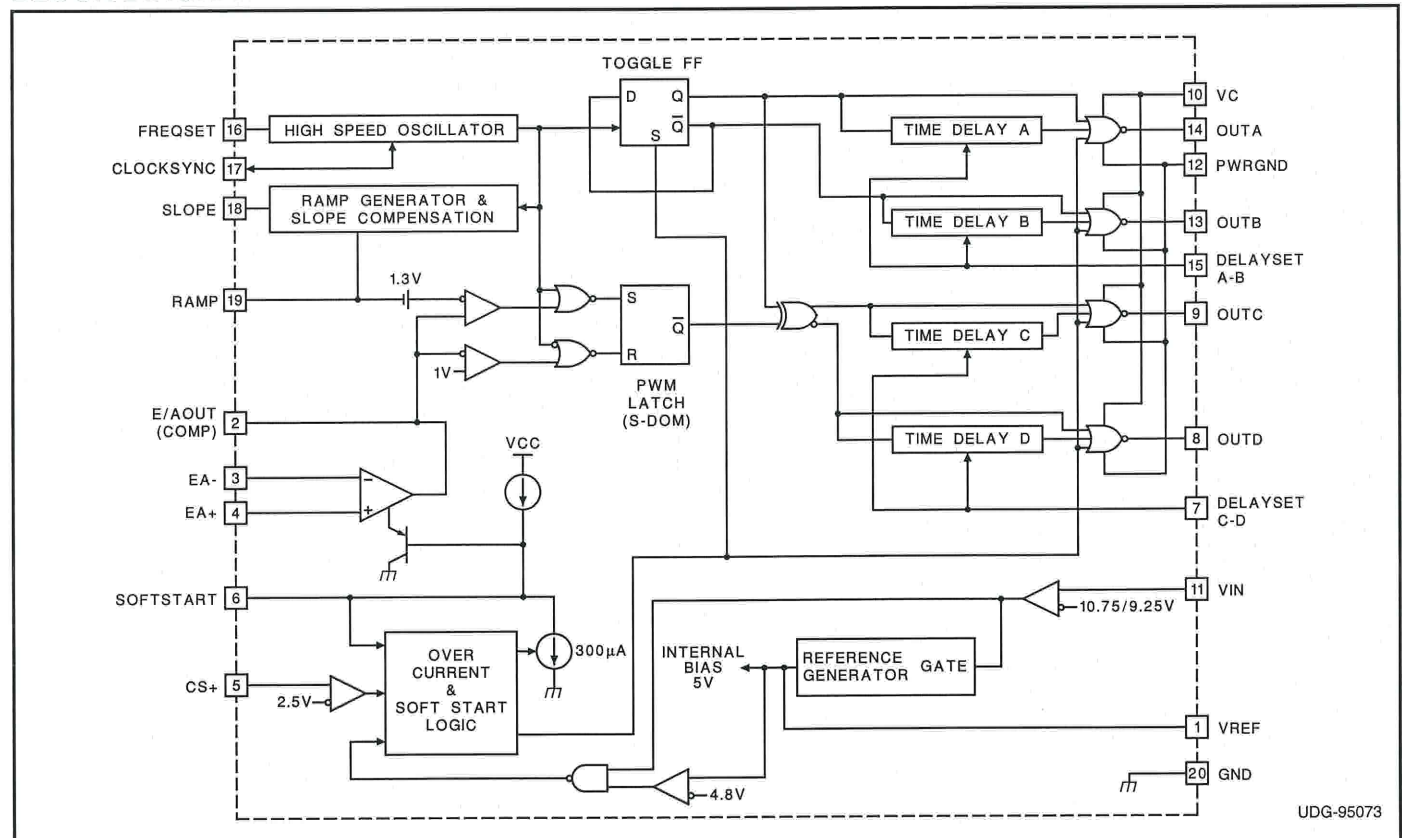 TOGGLE FF
D
Q
Q
S
FREQSET
16
HIGH SPEED OSCILLATOR
CLOCKSYNC
17
SLOPE
18
RAMP GENERATOR &
SLOPE COMPENSATION
RAMP
19
1.3V
1V
S
Q
R
PWM
LATCH
(S-DOM)
E/AOUT
(COMP)
2
EA-
3
−
EA+
4
+
VCC
SOFTSTART
6
OVER
CURRENT
&
SOFT START
LOGIC
300µA
CS+
5
2.5V
TIME DELAY A
TIME DELAY B
TIME DELAY C
TIME DELAY D
10
VC
14
OUTA
12
PWRGND
13
OUTB
15
DELAYSET
A-B
9
OUTC
8
OUTD
7
DELAYSET
C-D
11
VIN
10.75/9.25V
INTERNAL
BIAS
5V
REFERENCE
GENERATOR GATE
1
VREF
20
GND
4.8V
UDG-95073